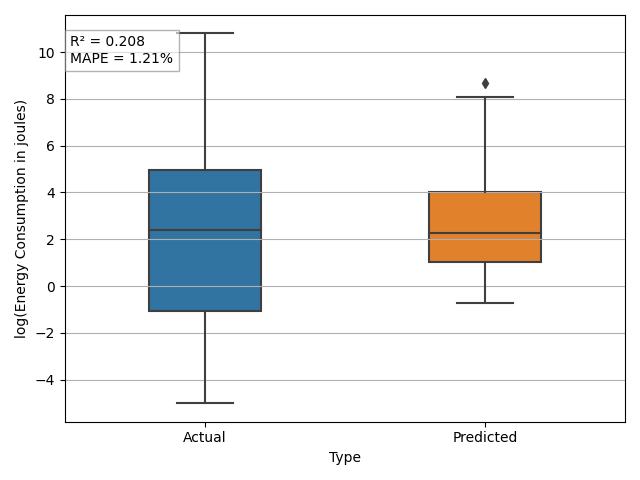 R² = 0.208
MAPE = 1.21%
10
8
6
4
2
0
−2
−4
log(Energy Consumption in joules)
Actual
Predicted
Type